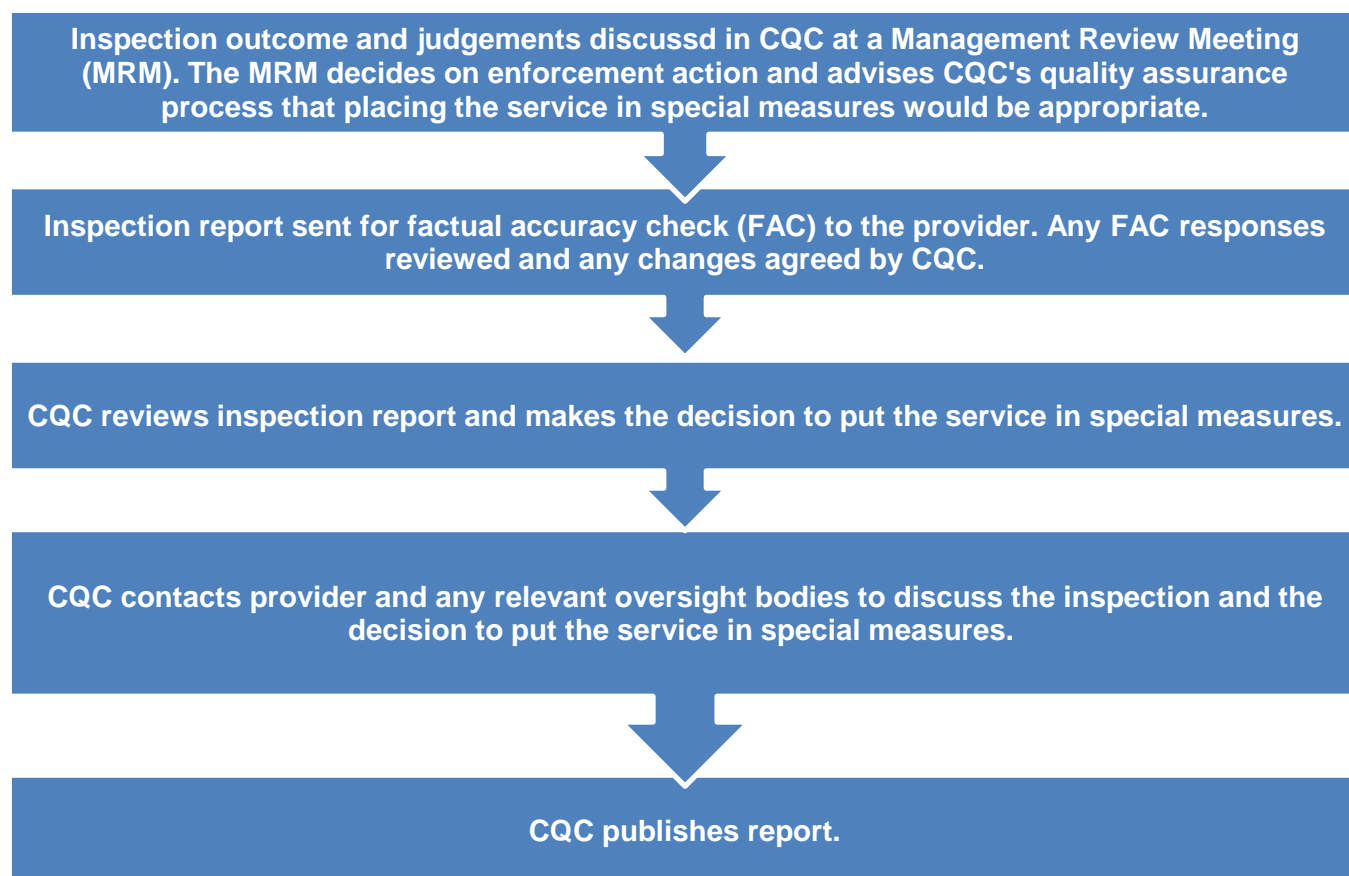 Inspection outcome and judgements discussd in CQC at a Management Review Meeting
(MRM). The MRM decides on enforcement action and advises CQC's quality assurance
process that placing the service in special measures would be appropriate.
Inspection report sent for factual accuracy check (FAC) to the provider. Any FAC responses
reviewed and any changes agreed by CQC.
CQC reviews inspection report and makes the decision to put the service in special measures.
CQC contacts provider and any relevant oversight bodies to discuss the inspection and the
decision to put the service in special measures.
CQC publishes report.